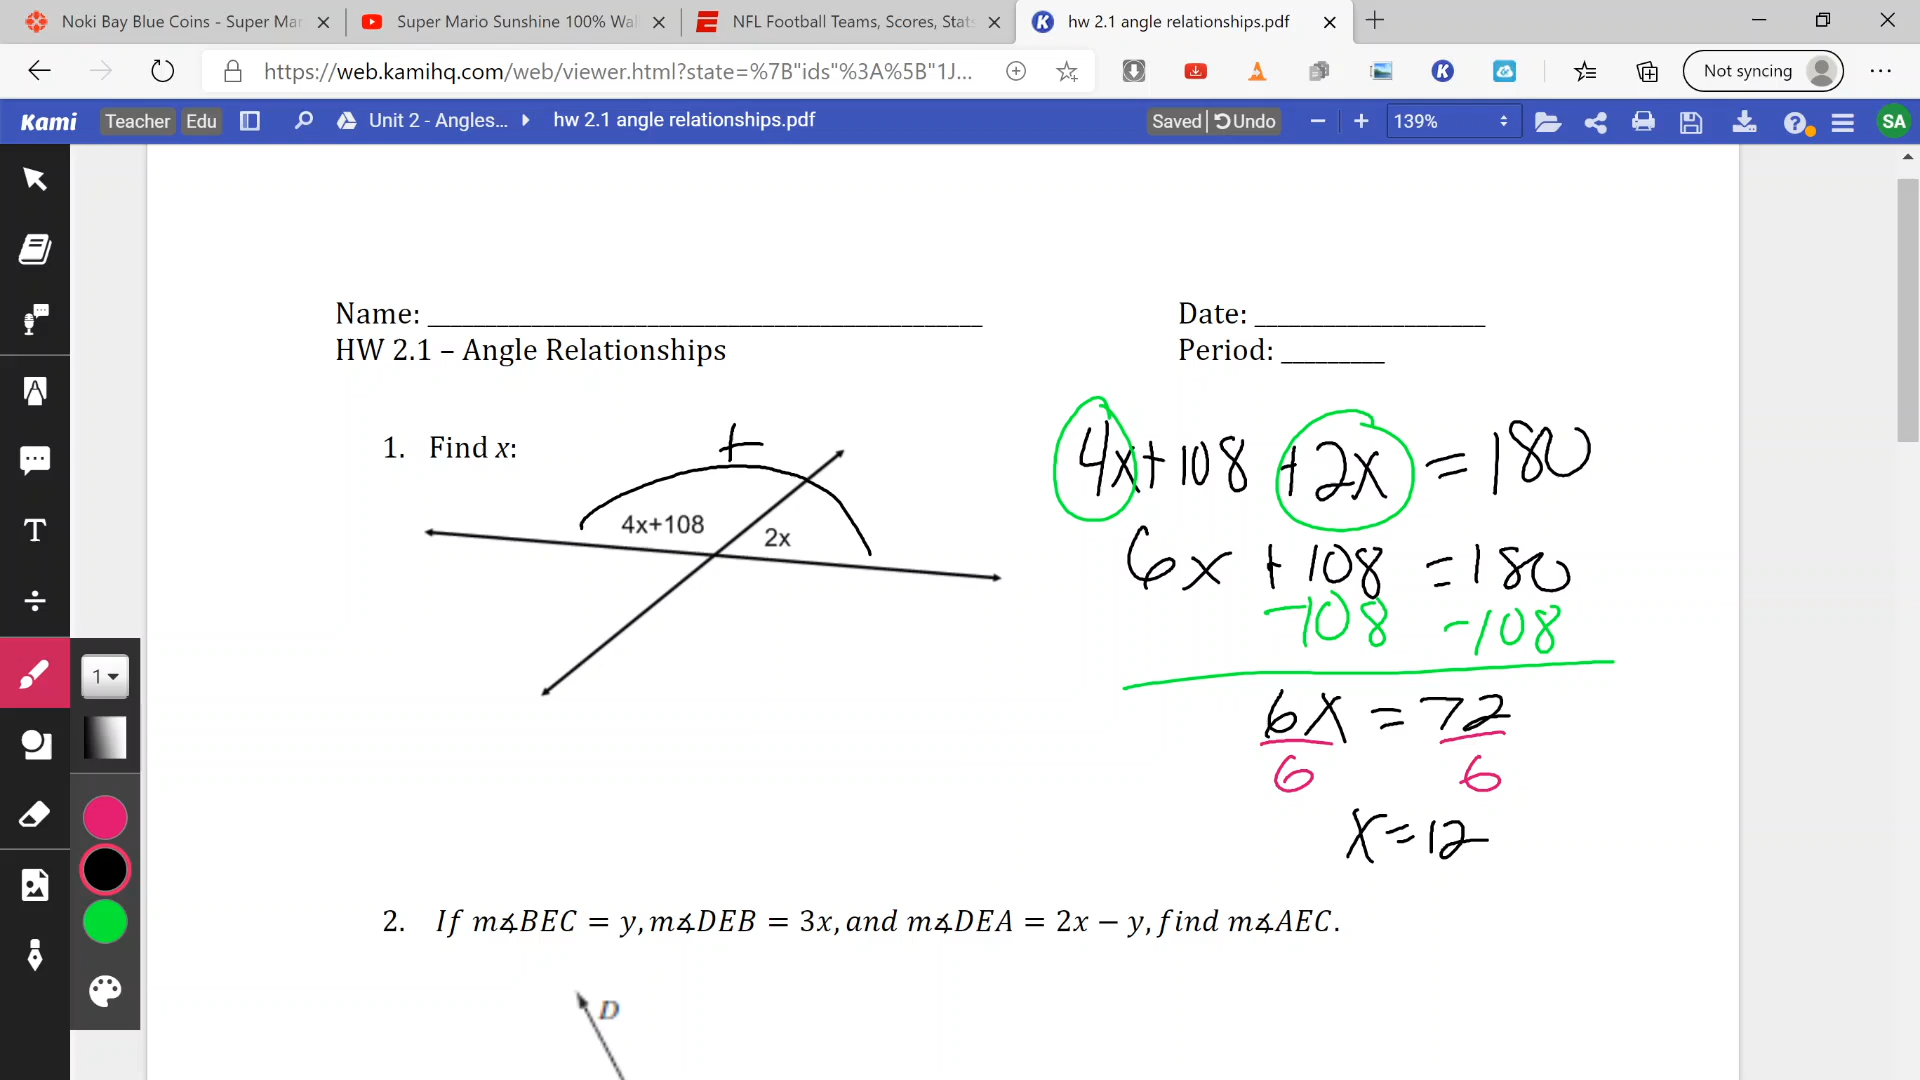 Noki Bay Blue Coins - Super Mar
Super Mario Sunshine 100% Wal
NFL Football Teams, Scores, Stats
hw 2.1 angle relationships.pdf
https://web.kamihq.com/web/viewer.html?state=%7B"ids"%3A%5B"1J...
Not syncing
Kami Teacher Edu Unit 2 - Angles... hw 2.1 angle relationships.pdf Saved Undo 139% SA
Name: ____________________ Date: ____________________
HW 2.1 – Angle Relationships Period: _________
1. Find x:
+
4x+108
2x
4x+108 +2x = 180
6x + 108 = 180
-108 -108
6x = 72
6 6
x = 12
1
2. If m∡BEC = y, m∡DEB = 3x, and m∡DEA = 2x − y, find m∡AEC.
D